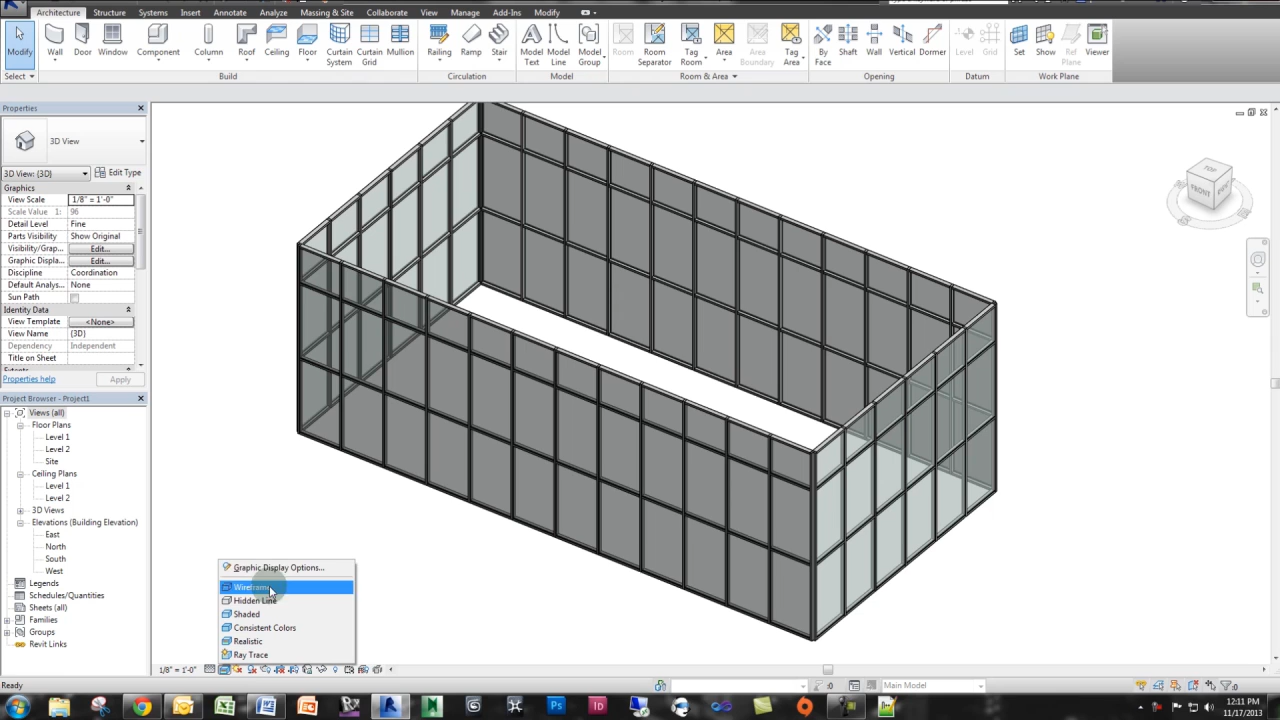 Architecture Structure Systems Insert Annotate Analyze Massing & Site Collaborate View Manage Add-Ins Modify
Modify Wall Door Window Component Column Roof Ceiling Floor Curtain System Curtain Grid Mullion Railing Ramp Stair Model Text Model Line Model Group Room Room Separator Tag Room Area Area Boundary Tag Area By Face Shaft Wall Vertical Dormer Level Grid Set Show Ref Plane Viewer
Select Build Circulation Model Room & Area Opening Datum Work Plane
Properties
3D View
3D View: {3D} Edit Type
Graphics
View Scale 1/8" = 1'-0"
Scale Value 1: 96
Detail Level Fine
Parts Visibility Show Original
Visibility/Grap... Edit...
Graphic Displa... Edit...
Discipline Coordination
Default Analys... None
Sun Path
Identity Data
View Template <None>
View Name {3D}
Dependency Independent
Title on Sheet
Extents
Properties help Apply
Project Browser - Project1
Views (all)
Floor Plans
Level 1
Level 2
Site
Ceiling Plans
Level 1
Level 2
3D Views
Elevations (Building Elevation)
East
North
South
West
Legends
Schedules/Quantities
Sheets (all)
Families
Groups
Revit Links
TOP
FRONT
Graphic Display Options...
Wireframe
Hidden Line
Shaded
Consistent Colors
Realistic
Ray Trace
1/8" = 1'-0"
Ready :0 Main Model :0
12:11 PM
11/17/2013